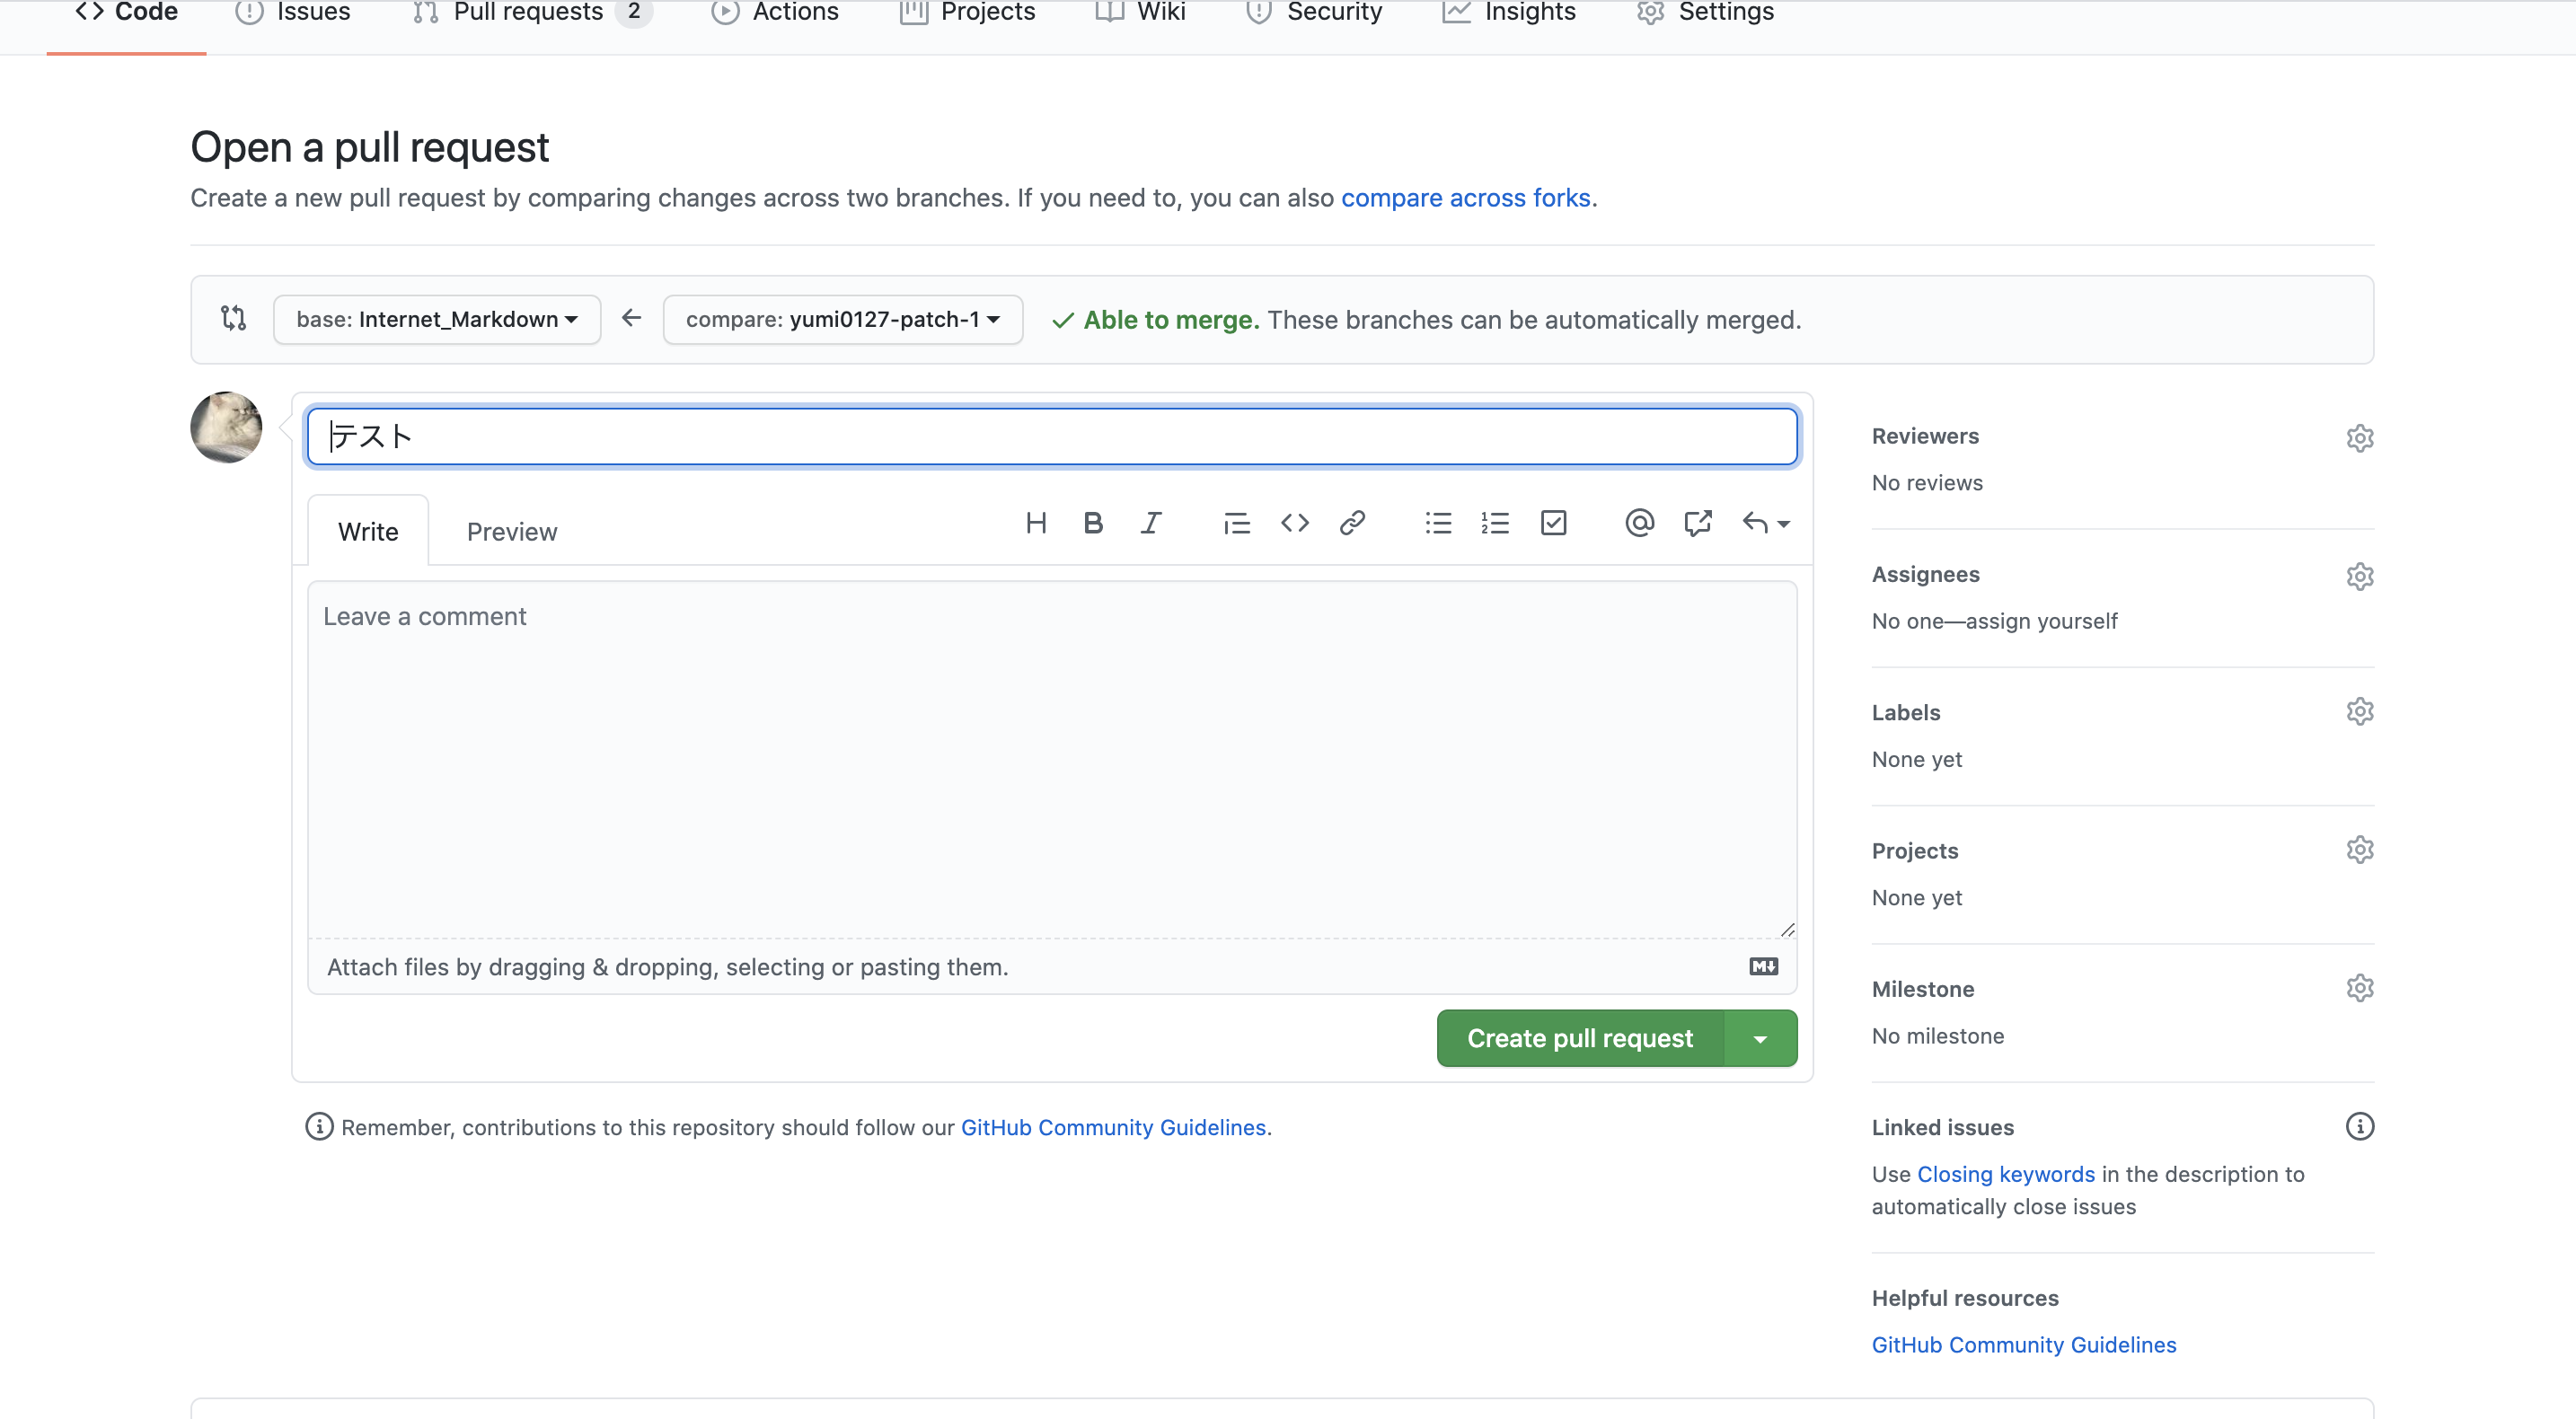 Code Issues Pull requests 2 Actions Projects Wiki Security Insights Settings
Open a pull request
Create a new pull request by comparing changes across two branches. If you need to, you can also compare across forks.
base: Internet_Markdown compare: yumi0127-patch-1 Able to merge. These branches can be automatically merged.
テスト
Write Preview
Leave a comment
Attach files by dragging & dropping, selecting or pasting them.
Create pull request
Remember, contributions to this repository should follow our GitHub Community Guidelines.
Reviewers
No reviews
Assignees
No one—assign yourself
Labels
None yet
Projects
None yet
Milestone
No milestone
Linked issues
Use Closing keywords in the description to
automatically close issues
Helpful resources
GitHub Community Guidelines